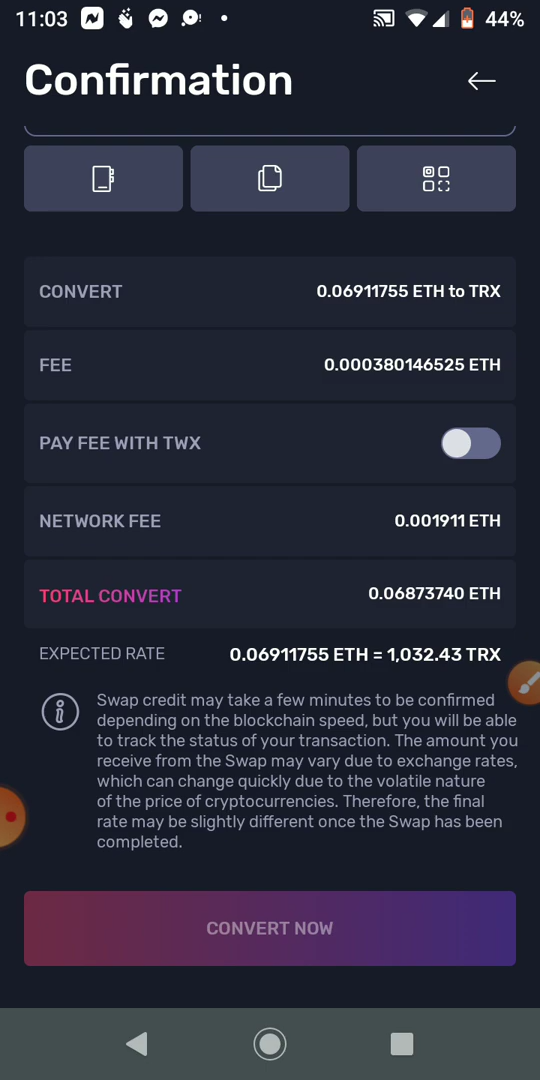 11:03
44%
Confirmation
CONVERT 0.06911755 ETH to TRX
FEE 0.000380146525 ETH
PAY FEE WITH TWX
NETWORK FEE 0.001911 ETH
TOTAL CONVERT 0.06873740 ETH
EXPECTED RATE 0.06911755 ETH = 1,032.43 TRX
Swap credit may take a few minutes to be confirmed
depending on the blockchain speed, but you will be able
to track the status of your transaction. The amount you
receive from the Swap may vary due to exchange rates,
which can change quickly due to the volatile nature
of the price of cryptocurrencies. Therefore, the final
rate may be slightly different once the Swap has been
completed.
CONVERT NOW